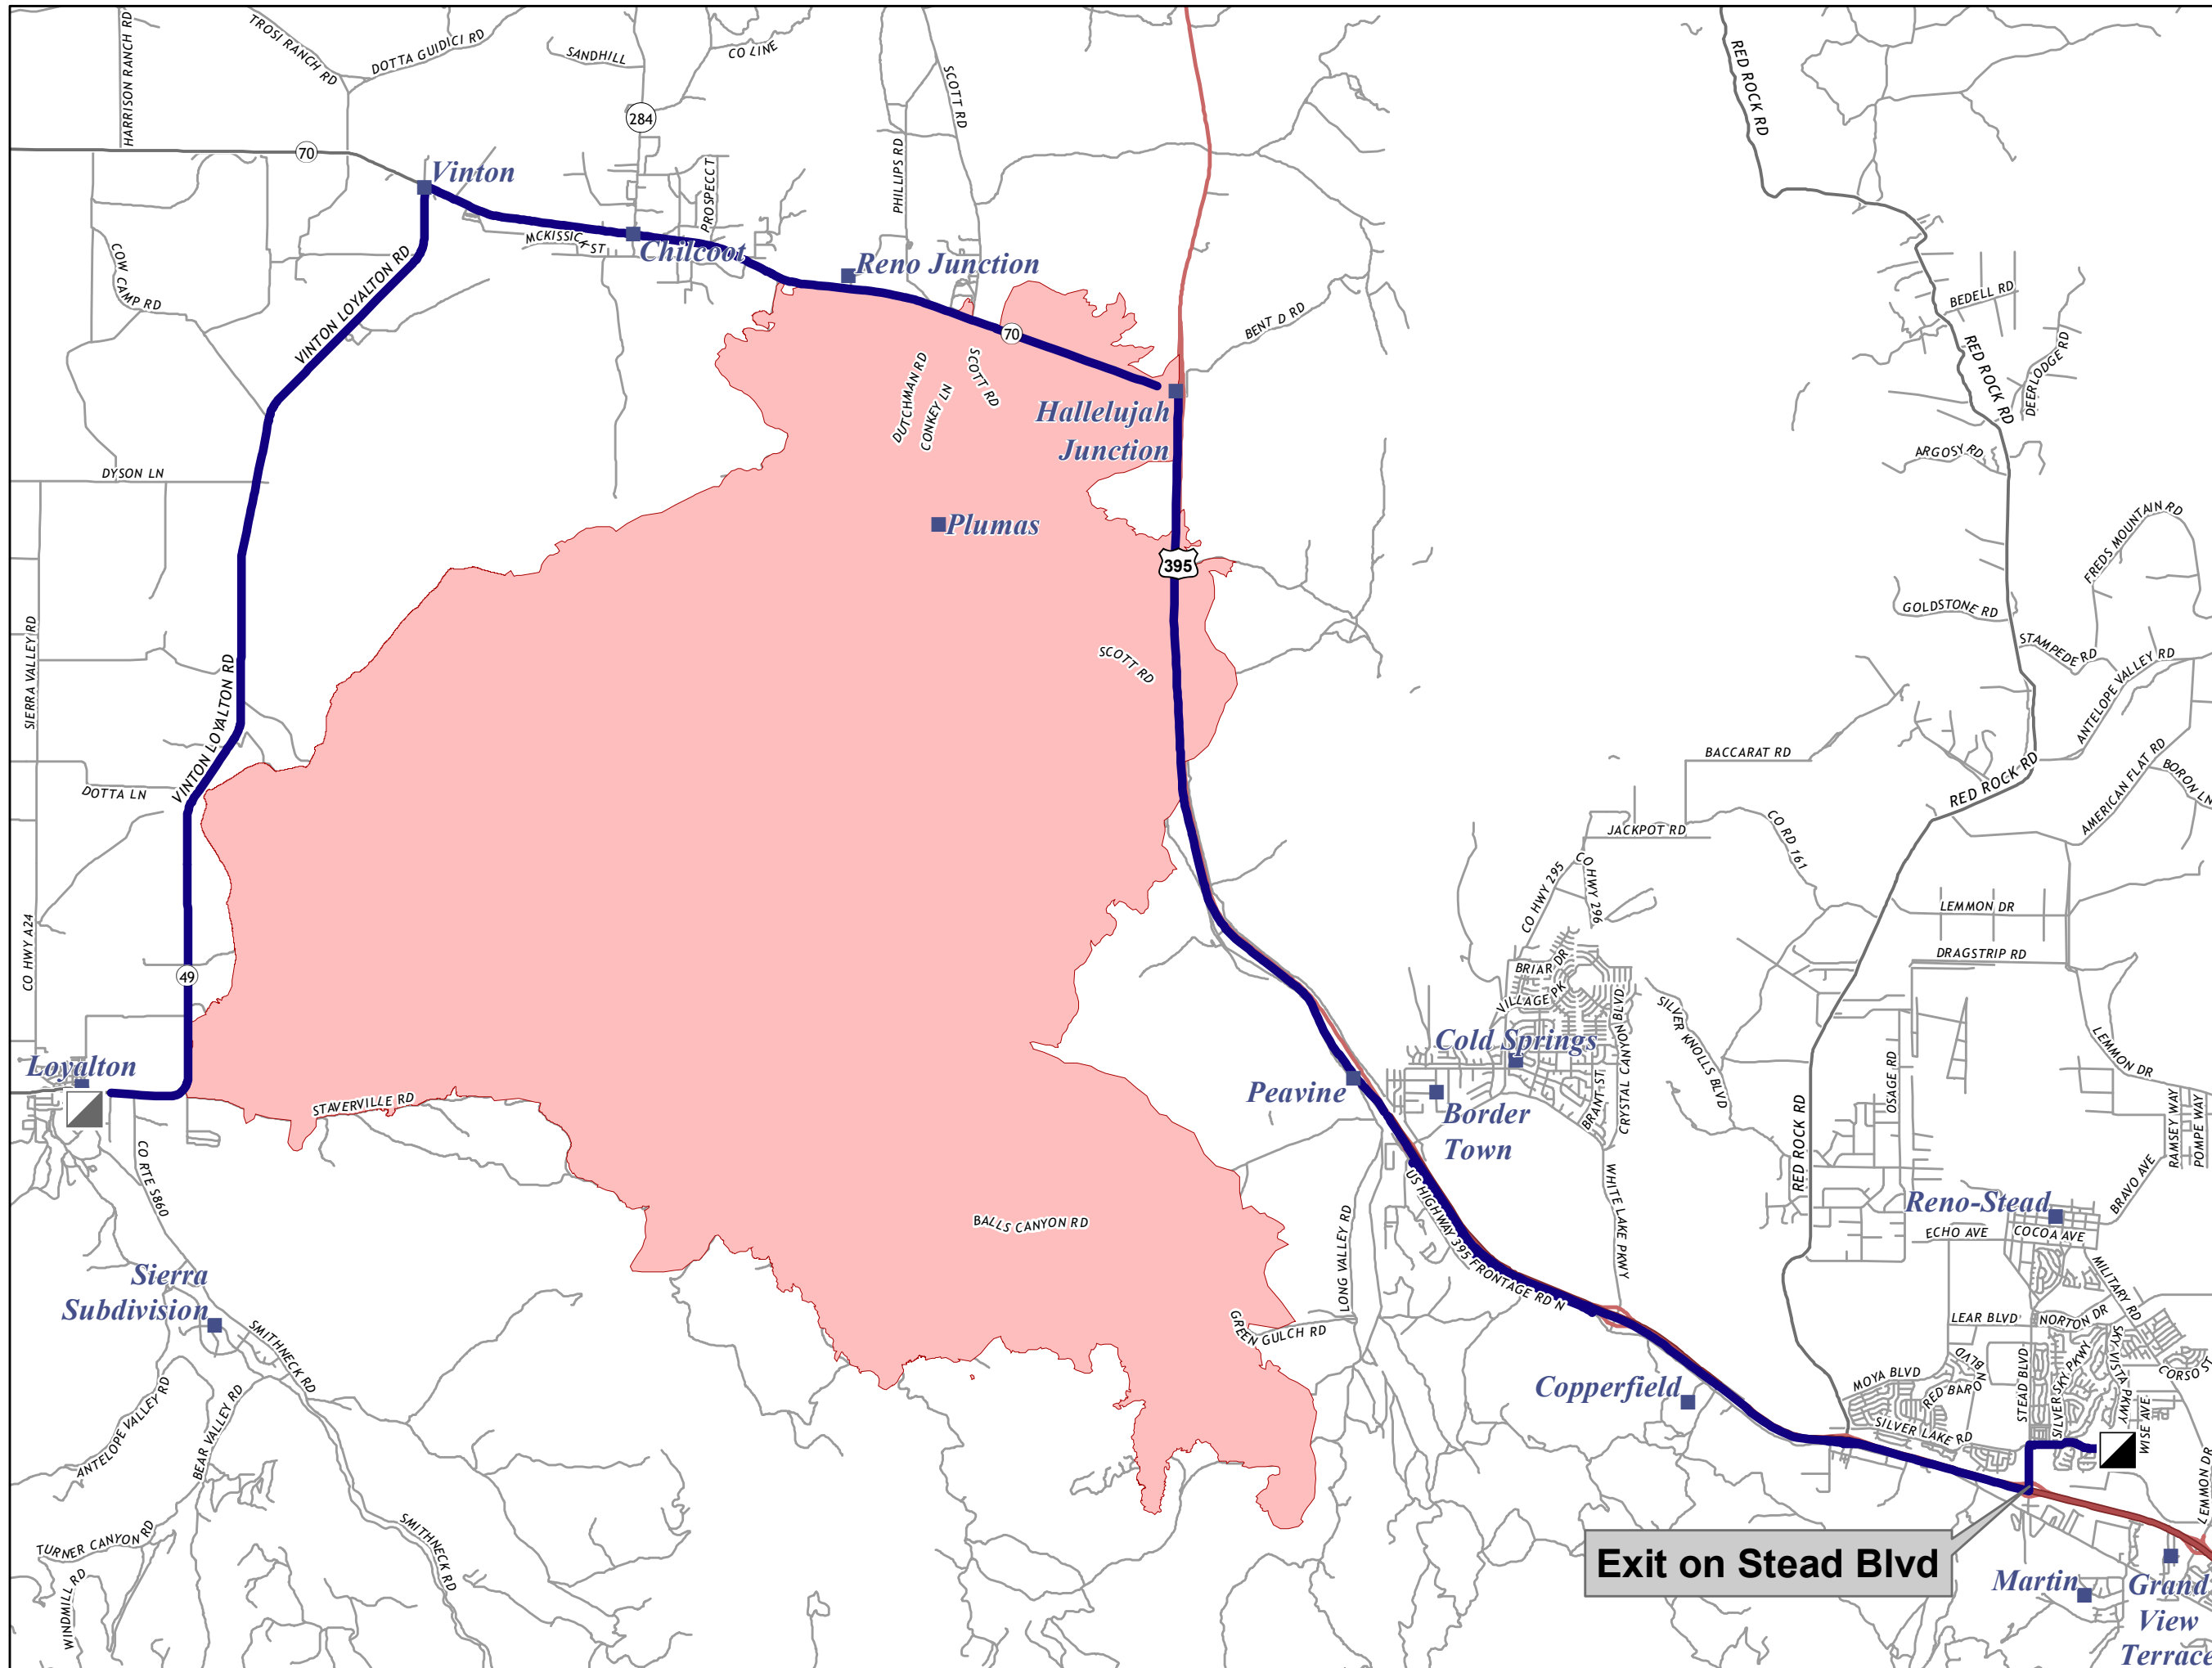 HARRISON RANCH RD
TROSI RANCH RD
DOTTA GUIDICI RD
SANDHILL
CO LINE
SCOTT RD
RED ROCK RD
284
70
Vinton
PHILLIPS RD
PROSPECCT
MCKISSICK ST
Chilcoot
Reno Junction
COW CAMP RD
VINTON LOYALTON RD
BENT D RD
BEDELL RD
70
DUTCHMAN RD
CONKEY LN
SCOTT RD
RED ROCK RD
DEERLODGE RD
Hallelujah
Junction
ARGOSY RD
DYSON LN
Plumas
FREDS MOUNTAIN RD
395
GOLDSTONE RD
SIERRA VALLEY RD
STAMPEDE RD
ANTELOPE VALLEY RD
SCOTT RD
VINTON LOYALTON RD
BACCARAT RD
RED ROCK RD
AMERICAN FLAT RD
BORON LN
DOTTA LN
JACKPOT RD
CO RD 161
CO HWY 295
CO HWY 296
LEMMON DR
CO HWY A24
DRAGSTRIP RD
BRIAR DR
49
VILLAGE PK
CRYSTAL CANYON BLVD
SILVER KNOLLS BLVD
LEMMON DR
Cold Springs
Loyalton
OSAGE RD
Peavine
BRANT ST
STAVERVILLE RD
Border
Town
RED ROCK RD
RAMSEY WAY
POMPE WAY
CO RTE S860
US HIGHWAY 395 FRONTAGE RD N
WHITE LAKE PKWY
BRAVO AVE
Reno-Stead
BALLS CANYON RD
LONG VALLEY RD
ECHO AVE
COCOA AVE
Sierra
Subdivision
MILITARY RD
GREEN GULCH RD
LEAR BLVD
NORTON DR
SMITHNECK RD
SKY VISTA PKWY
CORSO ST
MOYA BLVD
RED BARON BLVD
STEAD BLVD
SILVER SKY PKWY
Copperfield
ANTELOPE VALLEY RD
BEAR VALLEY RD
SILVER LAKE RD
WISE AVE
LEMMON DR
TURNER CANYON RD
SMITHNECK RD
WINDMILL RD
Exit on Stead Blvd
Martin
Grand
View
Terrace